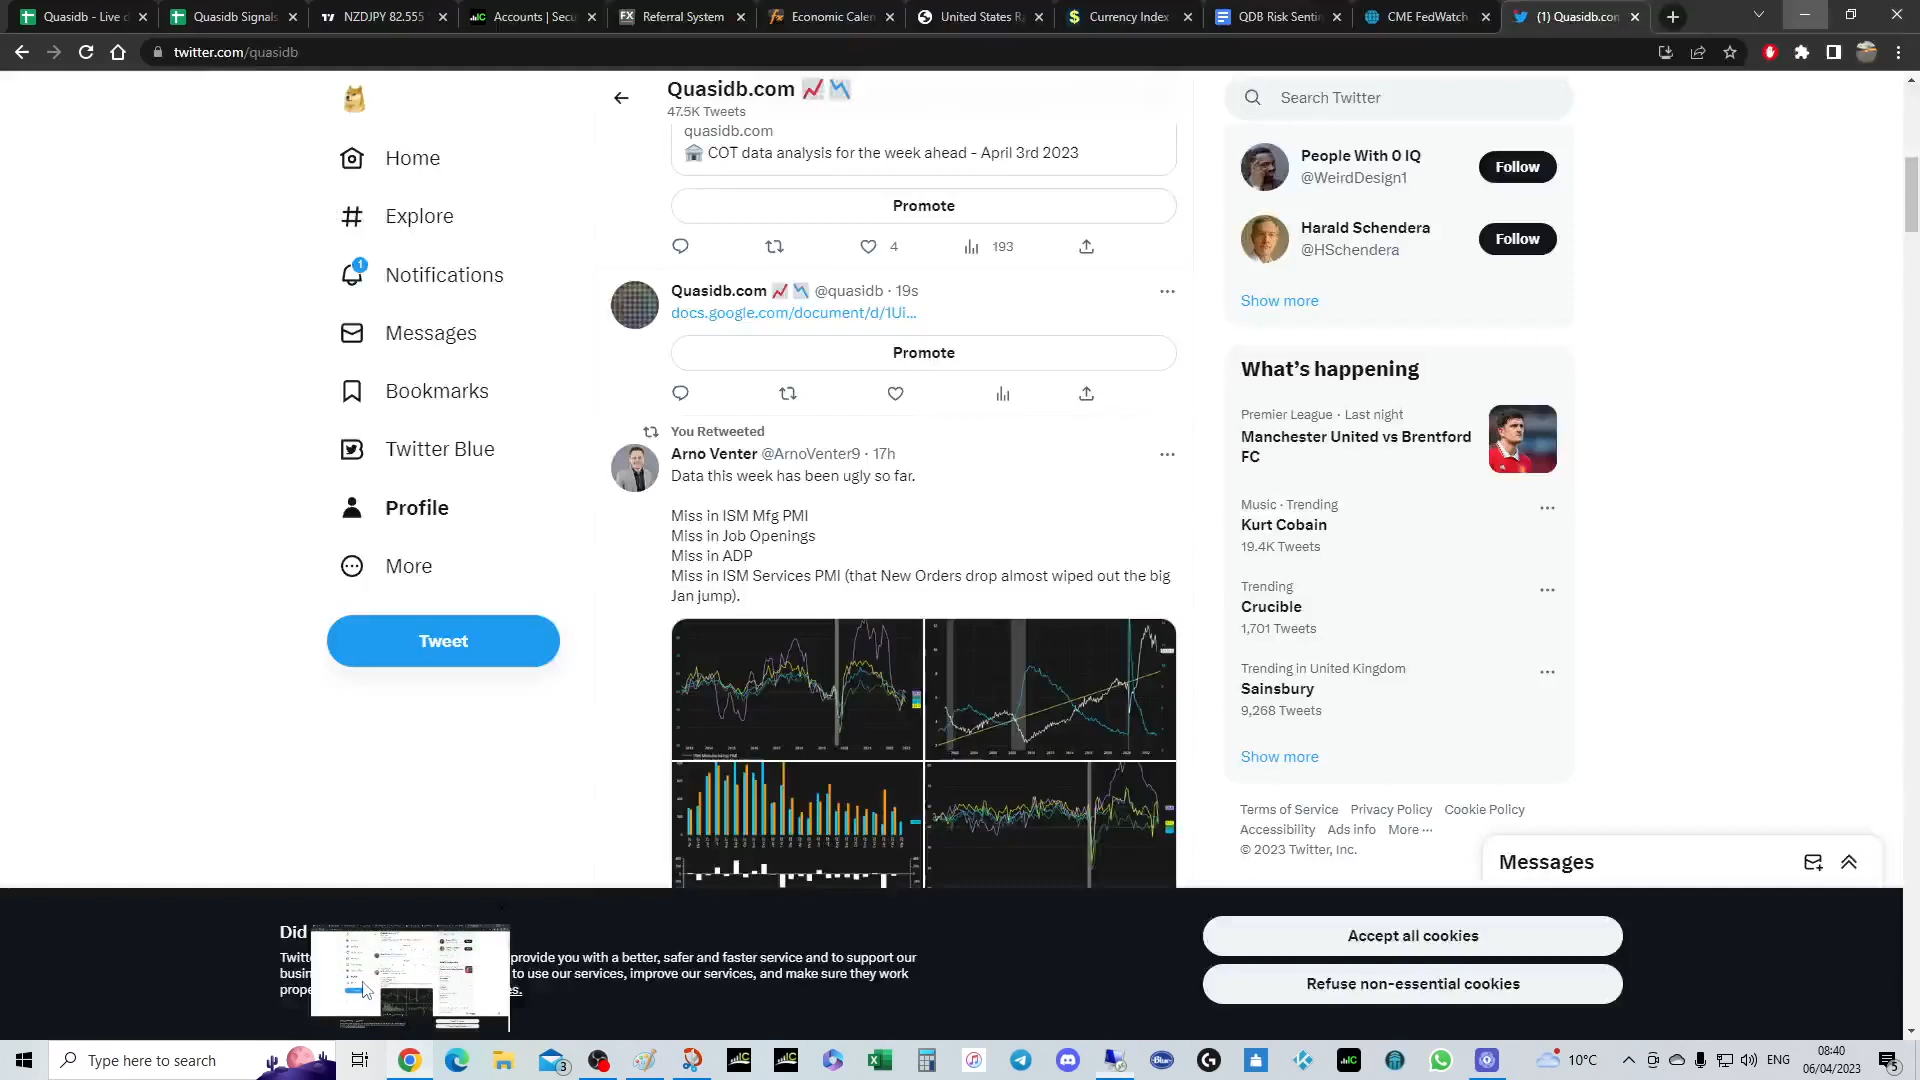 Quasidb - Live c
Quasidb Signals
NZDJPY 82.555
Accounts | Secu
Referral System
Economic Calen
United States R
Currency Index
QDB Risk Senti
CME FedWatch
(1) Quasidb.con
twitter.com/quasidb
Home
Explore
1
Notifications
Messages
Bookmarks
Twitter Blue
Profile
More
Tweet
Quasidb.com
47.5K Tweets
quasidb.com
COT data analysis for the week ahead - April 3rd 2023
Promote
4
193
Quasidb.com @quasidb · 19s
docs.google.com/document/d/1Ui...
Promote
You Retweeted
Arno Venter @ArnoVenter9 · 17h
Data this week has been ugly so far.
Miss in ISM Mfg PMI
Miss in Job Openings
Miss in ADP
Miss in ISM Services PMI (that New Orders drop almost wiped out the big
Jan jump).
Search Twitter
People With 0 IQ
@WeirdDesign1
Follow
Harald Schendera
@HSchendera
Follow
Show more
What's happening
Premier League · Last night
Manchester United vs Brentford
FC
Music · Trending
Kurt Cobain
19.4K Tweets
Trending
Crucible
1,701 Tweets
Trending in United Kingdom
Sainsbury
9,268 Tweets
Show more
Terms of Service Privacy Policy Cookie Policy
Accessibility Ads info More ···
© 2023 Twitter, Inc.
Messages
Did
Twitt provide you with a better, safer and faster service and to support our
busin to use our services, improve our services, and make sure they work
prope es.
Accept all cookies
Refuse non-essential cookies
Type here to search
3
10°C
ENG
08:40
06/04/2023
5